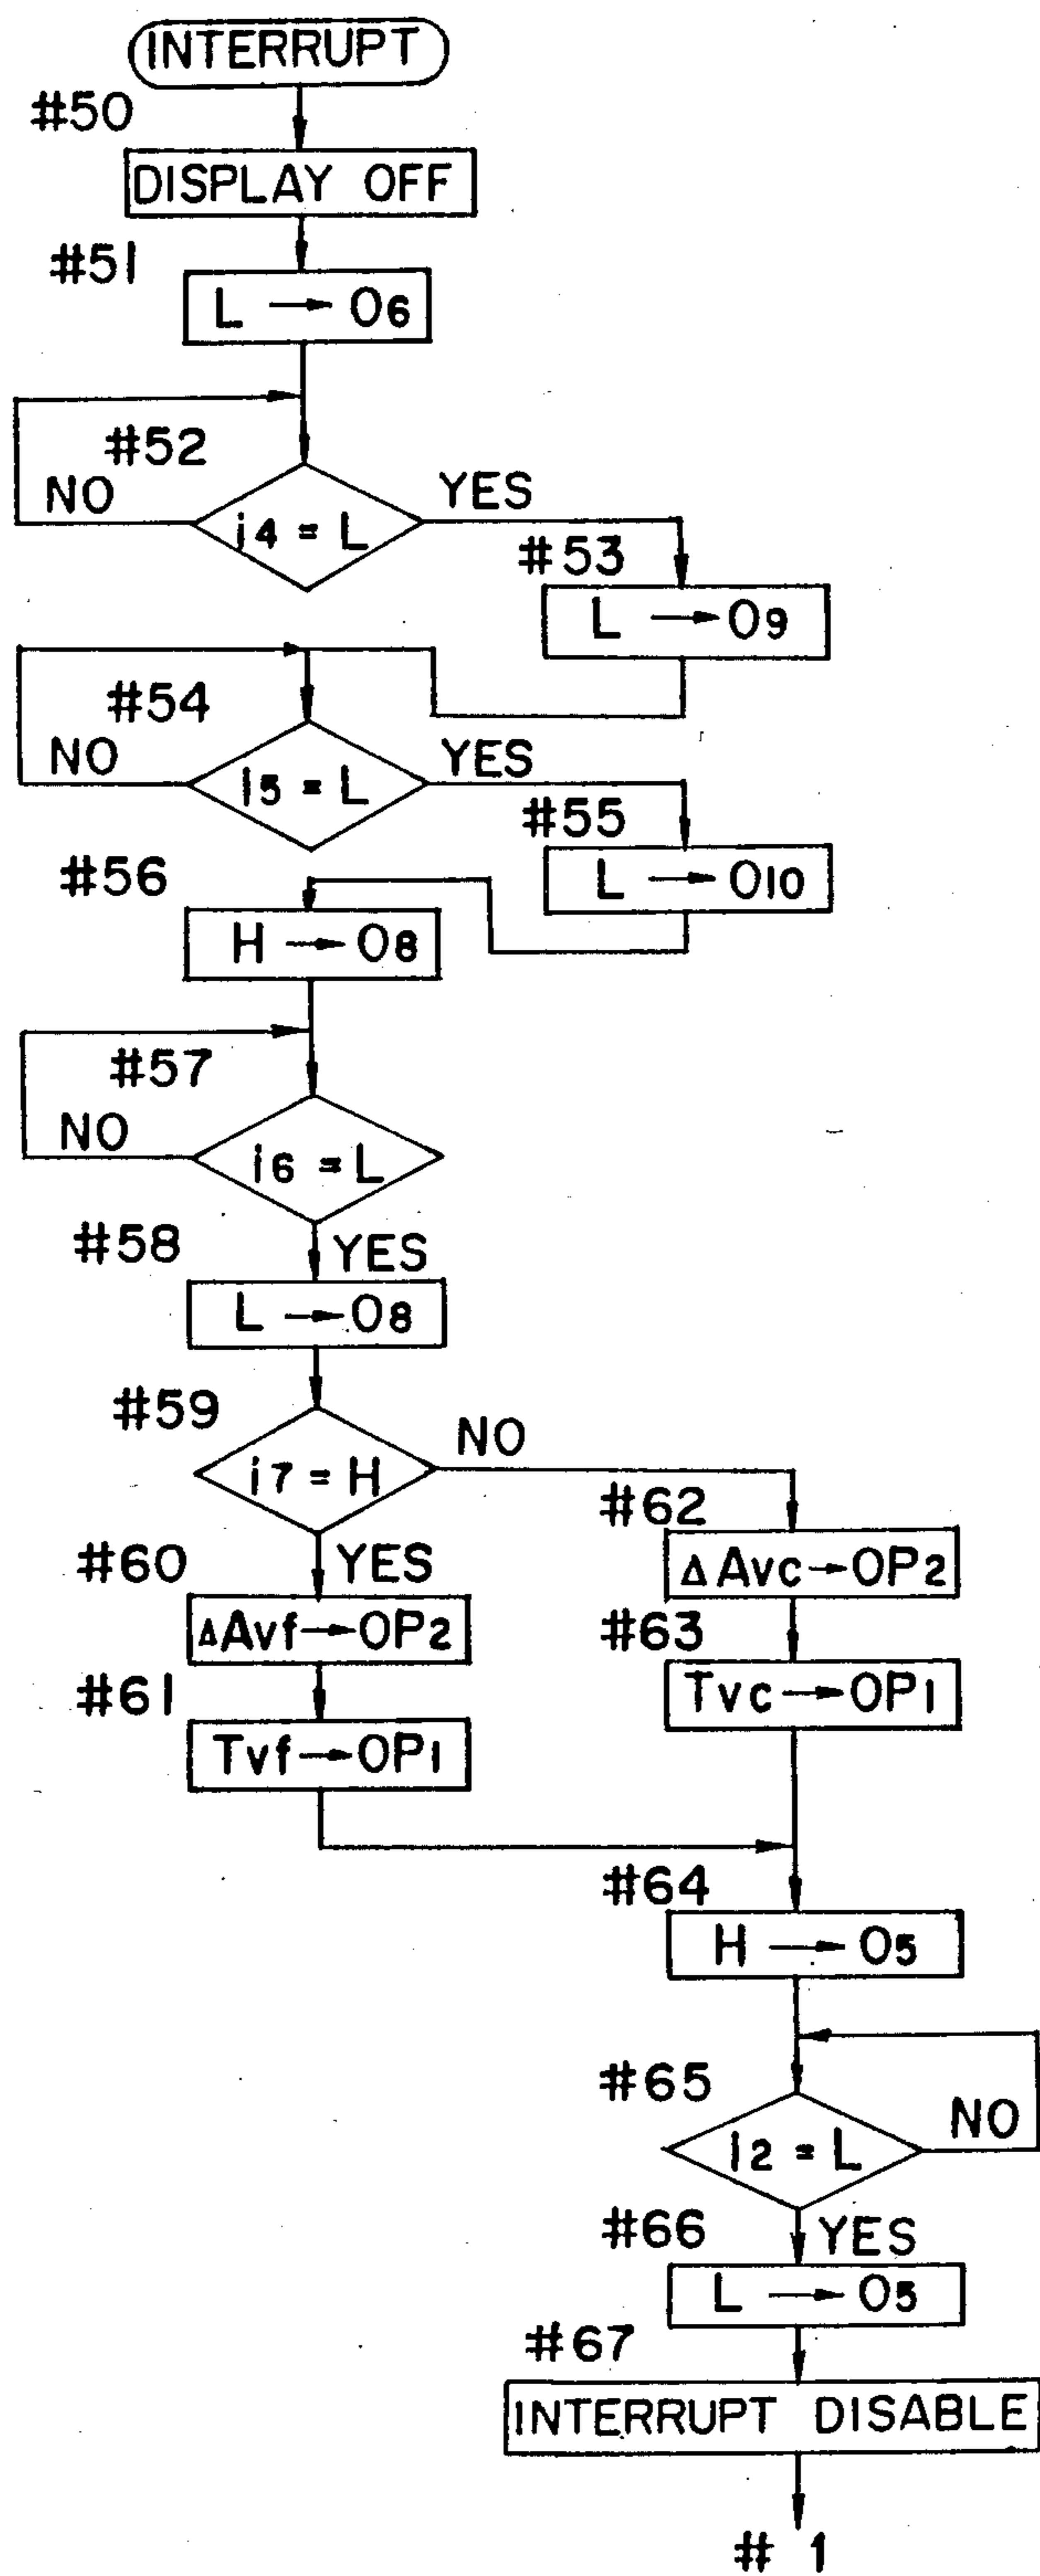 INTERRUPT
#50
DISPLAY OFF
#51
L → O6
#52
NO
i4 = L
YES
#53
L → O9
#54
NO
i5 = L
YES
#55
L → O10
#56
H → O8
#57
NO
i6 = L
#58
YES
L → O8
#59
i7 = H
NO
#60
YES
ΔAvf → OP2
#61
Tvf → OP1
#62
ΔAvc → OP2
#63
Tvc → OP1
#64
H → O5
#65
i2 = L
NO
#66
YES
L → O5
#67
INTERRUPT DISABLE
# 1